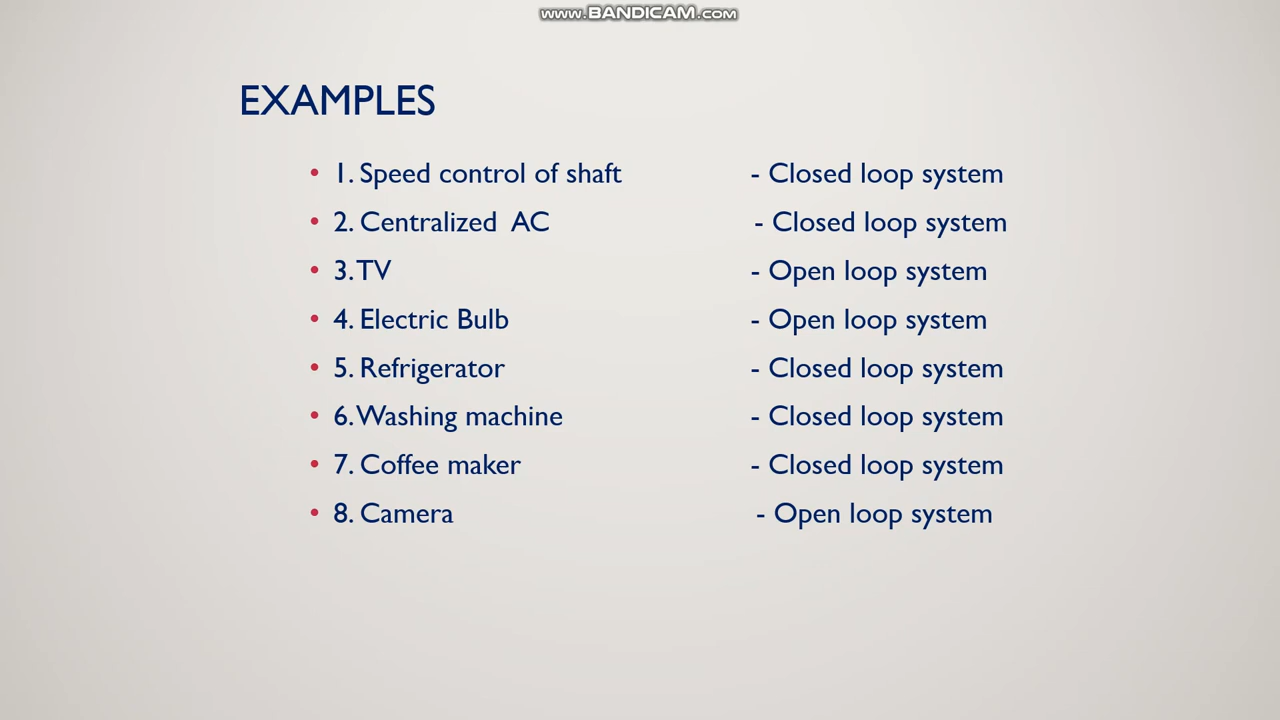 www.BANDICAM.com
EXAMPLES
• 1. Speed control of shaft - Closed loop system
• 2. Centralized AC - Closed loop system
• 3. TV - Open loop system
• 4. Electric Bulb - Open loop system
• 5. Refrigerator - Closed loop system
• 6. Washing machine - Closed loop system
• 7. Coffee maker - Closed loop system
• 8. Camera - Open loop system